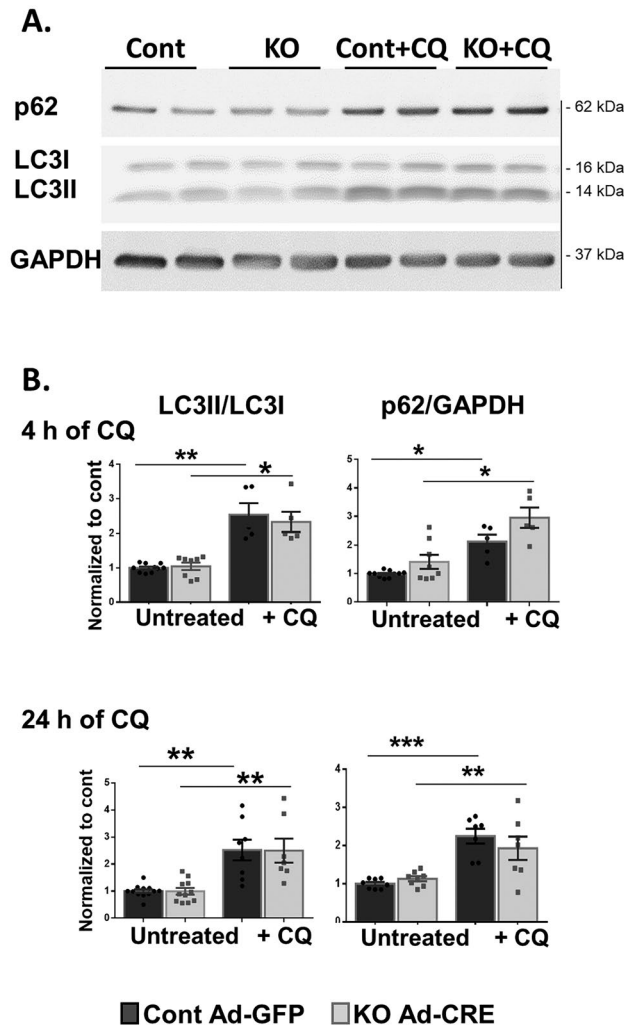 A.
Cont KO Cont+CQ KO+CQ
p62 - 62 kDa
LC3I - 16 kDa
LC3II - 14 kDa
GAPDH - 37 kDa
B.
LC3II/LC3I p62/GAPDH
4 h of CQ
** * * *
Normalized to cont
4 3 2 1 0
5 4 3 2 1 0
Untreated + CQ Untreated + CQ
24 h of CQ
** ** *** **
Normalized to cont
5 4 3 2 1 0
4 3 2 1 0
Untreated + CQ Untreated + CQ
Cont Ad-GFP KO Ad-CRE